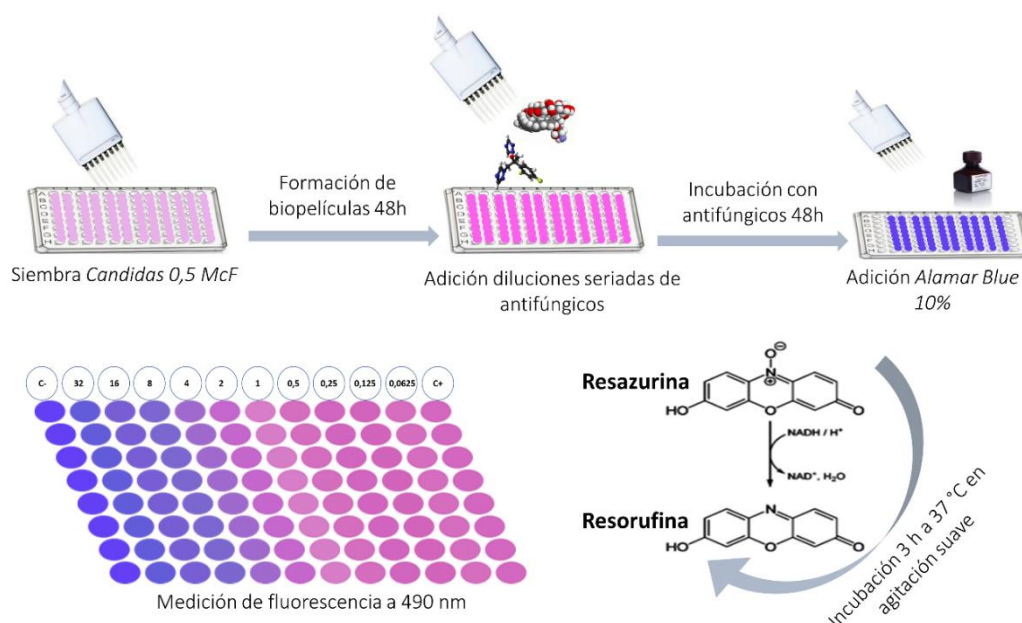 Siembra Candidas 0,5 McF
Formación de
biopelículas 48h
Adición diluciones seriadas de
antifúngicos
Incubación con
antifúngicos 48h
Adición Alamar Blue
10%
C- 32 16 8 4 2 1 0,5 0,25 0,125 0,0625 C+
Medición de fluorescencia a 490 nm
Resazurina
O⊖
N⊕
HO O O
NADH / H⁺
NAD⁺, H₂O
Resorufina
N
HO O O
Incubación 3 h a 37 °C en
agitación suave